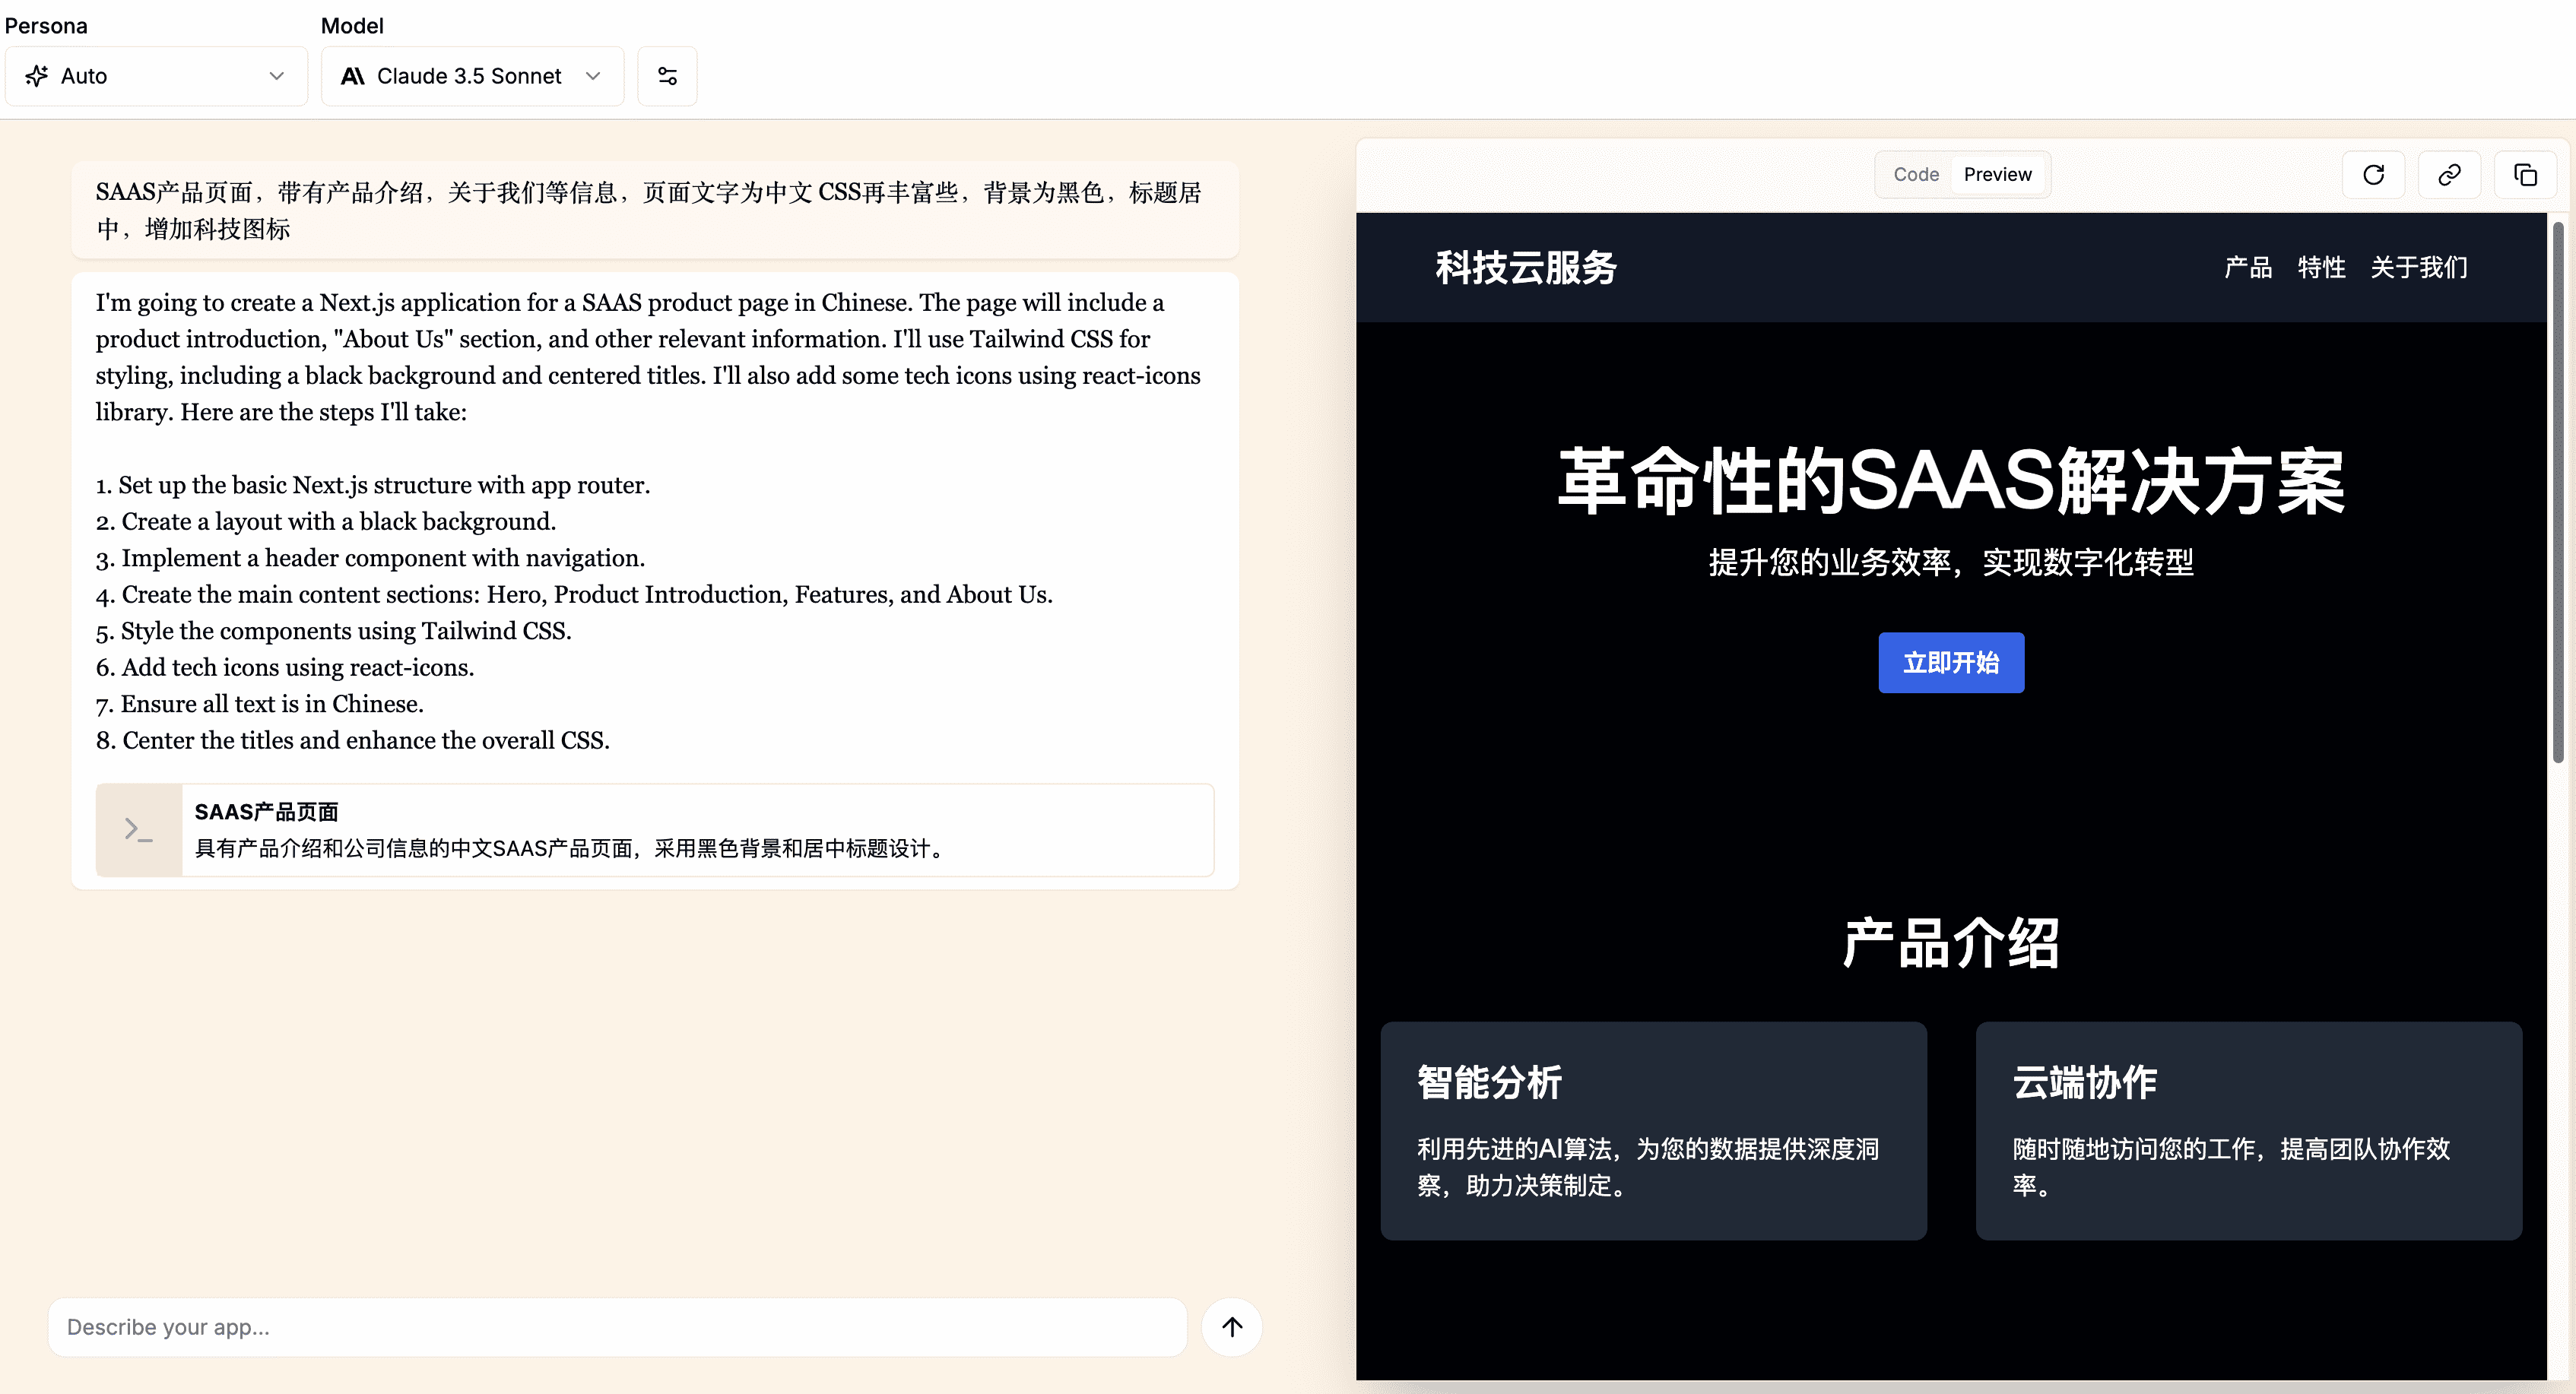 Persona
Model
Auto
Claude 3.5 Sonnet
SAAS产品页面，带有产品介绍，关于我们等信息，页面文字为中文 CSS再丰富些，背景为黑色，标题居
中，增加科技图标
I'm going to create a Next.js application for a SAAS product page in Chinese. The page will include a
product introduction, "About Us" section, and other relevant information. I'll use Tailwind CSS for
styling, including a black background and centered titles. I'll also add some tech icons using react-icons
library. Here are the steps I'll take:
1. Set up the basic Next.js structure with app router.
2. Create a layout with a black background.
3. Implement a header component with navigation.
4. Create the main content sections: Hero, Product Introduction, Features, and About Us.
5. Style the components using Tailwind CSS.
6. Add tech icons using react-icons.
7. Ensure all text is in Chinese.
8. Center the titles and enhance the overall CSS.
SAAS产品页面
具有产品介绍和公司信息的中文SAAS产品页面，采用黑色背景和居中标题设计。
Describe your app...
Code
Preview
科技云服务
产品 特性 关于我们
革命性的SAAS解决方案
提升您的业务效率，实现数字化转型
立即开始
产品介绍
智能分析
利用先进的AI算法，为您的数据提供深度洞
察，助力决策制定。
云端协作
随时随地访问您的工作，提高团队协作效
率。